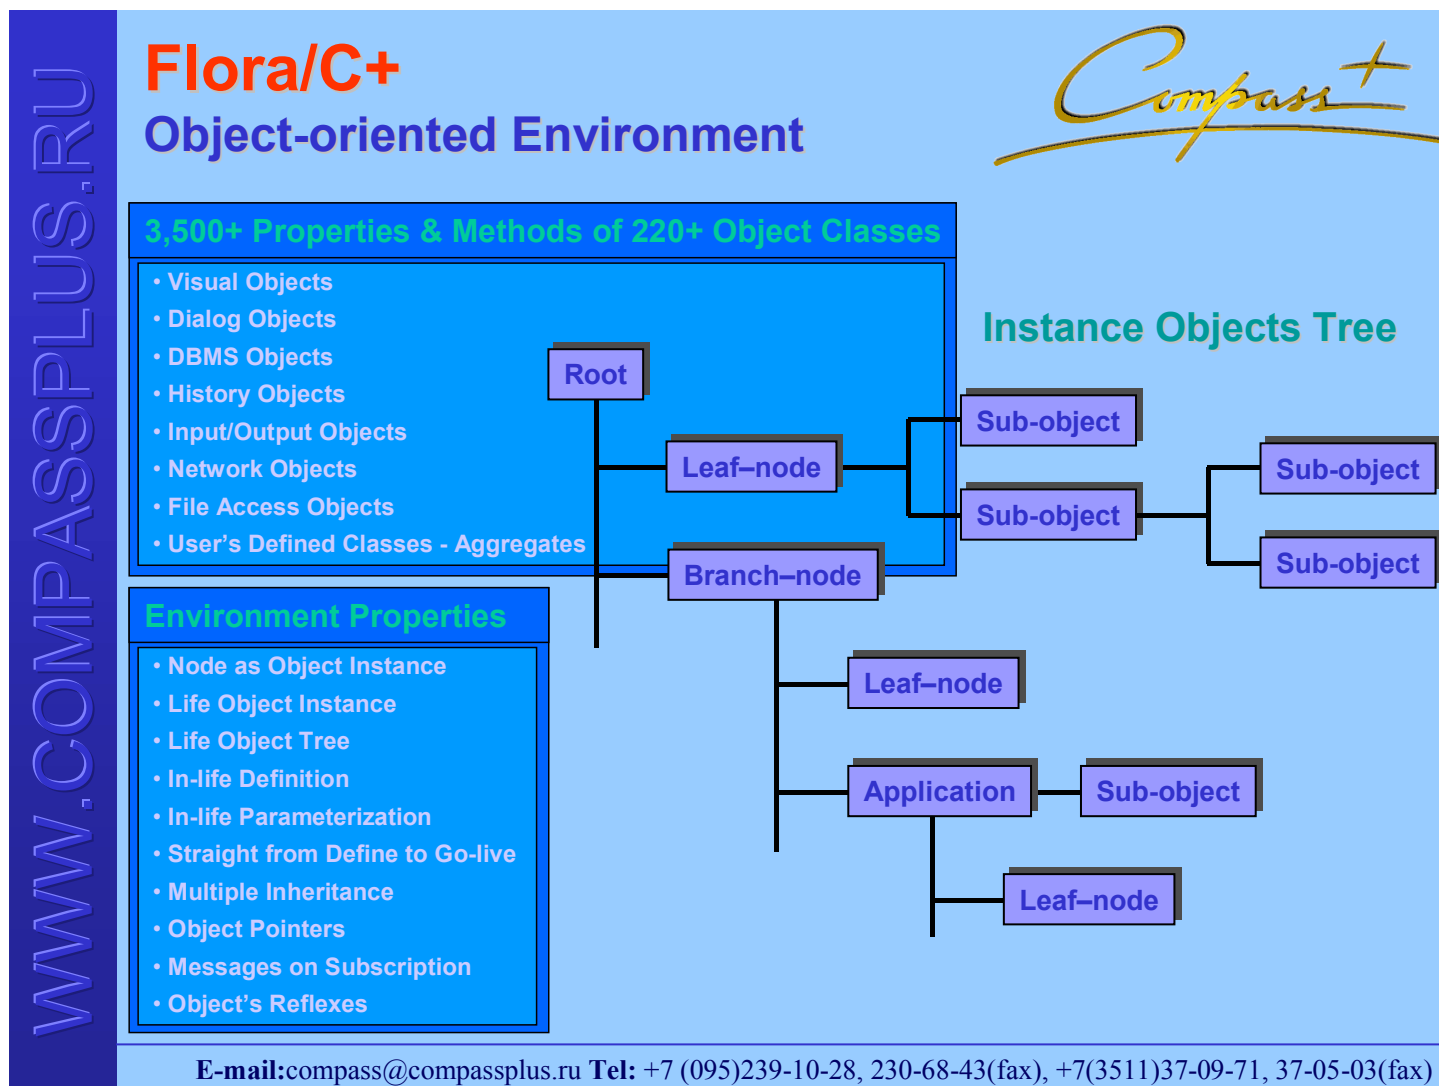 WWW.COMPASSPLUS.RU
Flora/C+
Object-oriented Environment
Compass+
3,500+ Properties & Methods of 220+ Object Classes
• Visual Objects
• Dialog Objects
• DBMS Objects
• History Objects
• Input/Output Objects
• Network Objects
• File Access Objects
• User's Defined Classes - Aggregates
Instance Objects Tree
Root
Leaf–node
Sub-object
Sub-object
Sub-object
Sub-object
Branch–node
Leaf–node
Application
Sub-object
Leaf–node
Environment Properties
• Node as Object Instance
• Life Object Instance
• Life Object Tree
• In-life Definition
• In-life Parameterization
• Straight from Define to Go-live
• Multiple Inheritance
• Object Pointers
• Messages on Subscription
• Object's Reflexes
E-mail:compass@compassplus.ru Tel: +7 (095)239-10-28, 230-68-43(fax), +7(3511)37-09-71, 37-05-03(fax)